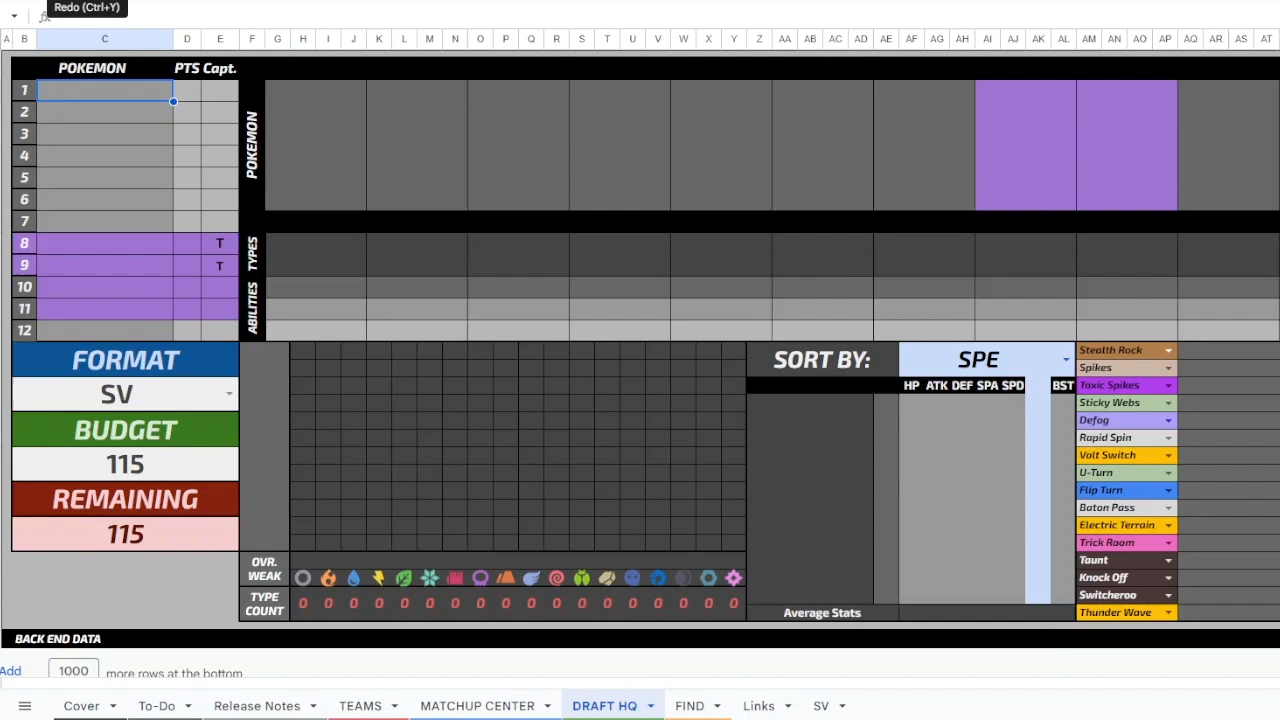 Redo (Ctrl+Y)
fx
A B C D E F G H I J K L M N O P Q R S T U V W X Y Z AA AB AC AD AE AF AG AH AI AJ AK AL AM AN AO AP AQ AR AS AT
POKEMON PTS Capt.
1
2
3
4
5
6
7
8 T
9 T
10
11
12
POKEMON
TYPES
ABILITIES
FORMAT
SV
BUDGET
115
REMAINING
115
OVR.
WEAK
TYPE
COUNT
0 0 0 0 0 0 0 0 0 0 0 0 0 0 0 0 0 0
SORT BY: SPE
HP ATK DEF SPA SPD BST
Average Stats
Stealth Rock
Spikes
Toxic Spikes
Sticky Webs
Defog
Rapid Spin
Volt Switch
U-Turn
Flip Turn
Baton Pass
Electric Terrain
Trick Room
Taunt
Knock Off
Switcheroo
Thunder Wave
BACK END DATA
Add 1000 more rows at the bottom
Cover To-Do Release Notes TEAMS MATCHUP CENTER DRAFT HQ FIND Links SV